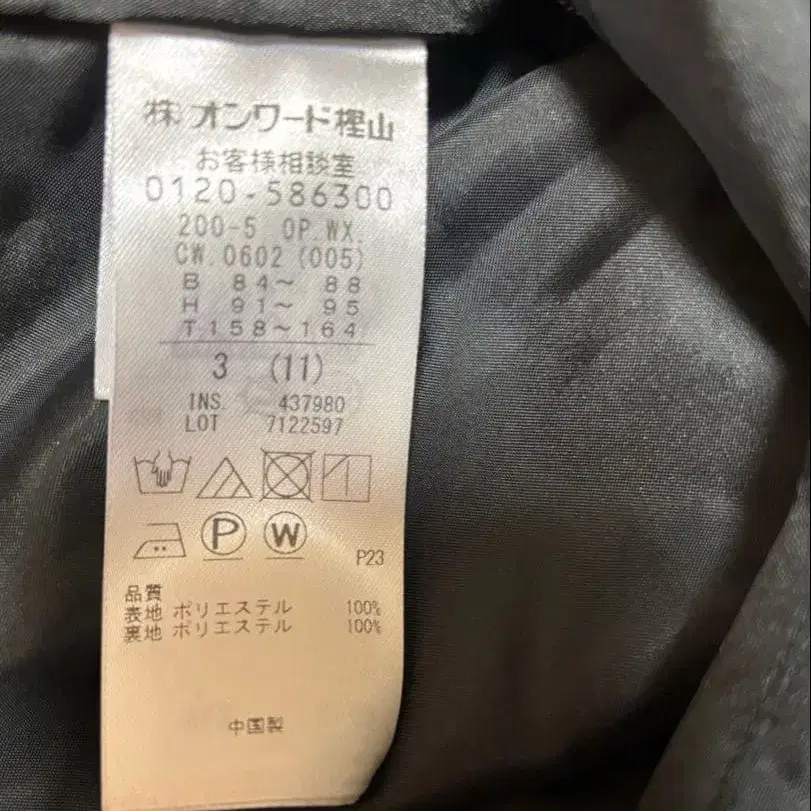 株 オンワード樫山
お客様相談室
0120-586300
200-5 OP.WX.
CW.0602 (005)
B 84~ 88
H 91~ 95
T158~164
3 (11)
INS. 437980
LOT 7122597
P W
P23
品質
表地 ポリエステル 100%
裏地 ポリエステル 100%
中国製